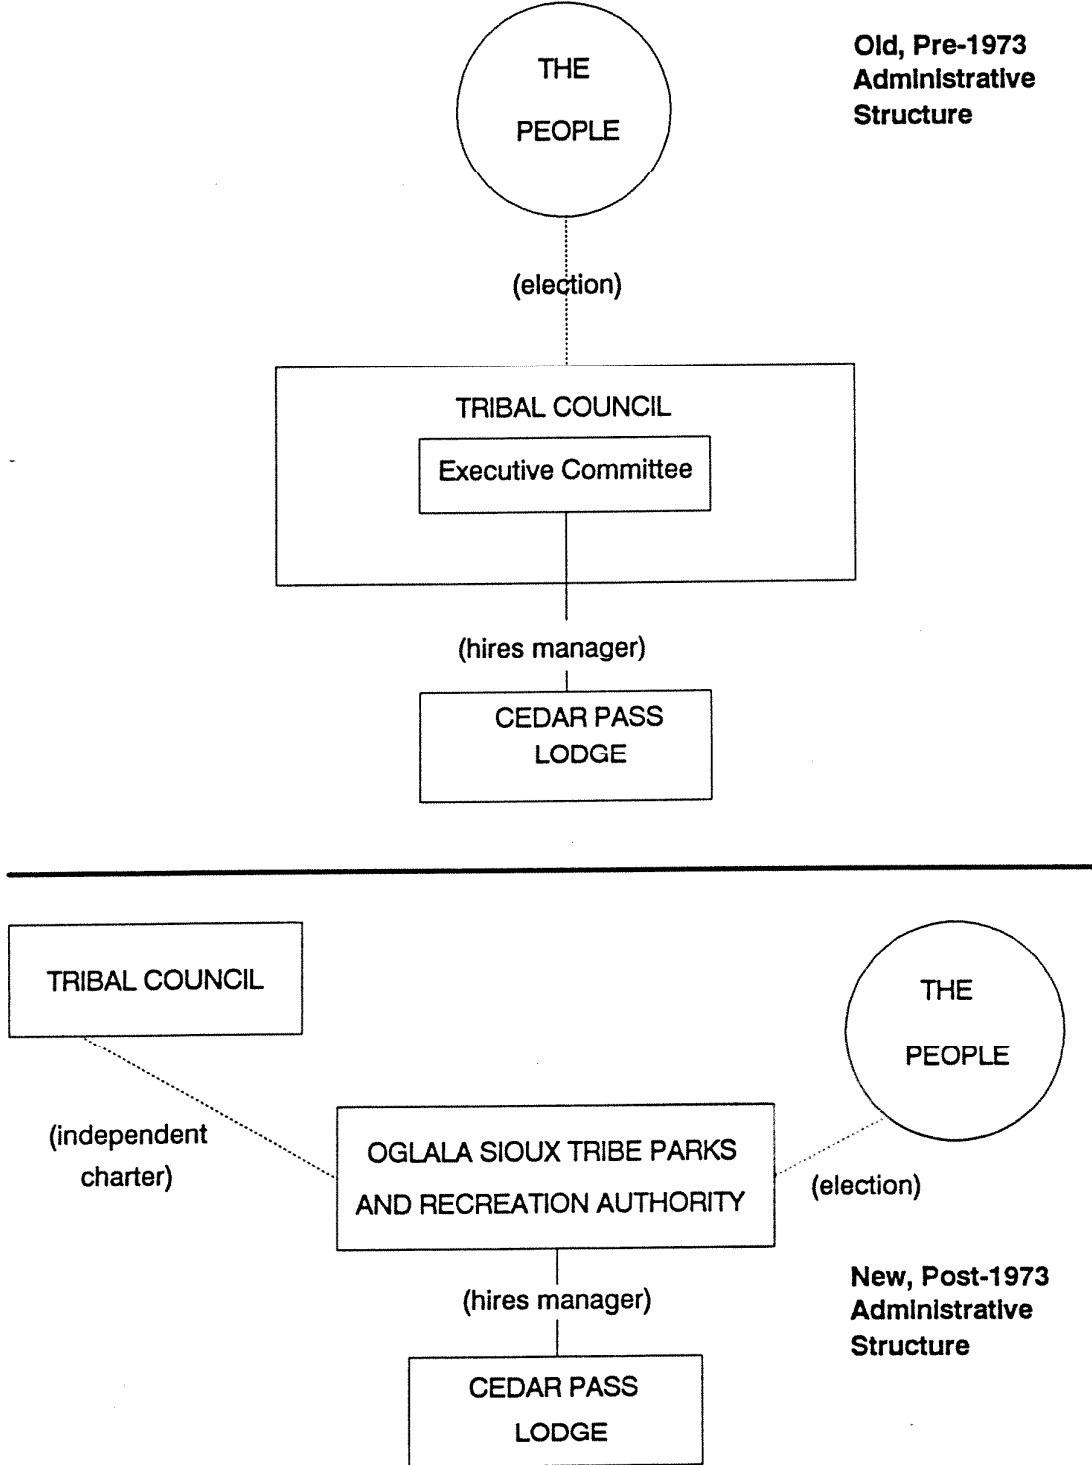 Old, Pre-1973
Administrative
Structure
THE
PEOPLE
(election)
TRIBAL COUNCIL
Executive Committee
(hires manager)
CEDAR PASS
LODGE
TRIBAL COUNCIL
THE
PEOPLE
(independent
charter)
OGLALA SIOUX TRIBE PARKS
AND RECREATION AUTHORITY
(election)
(hires manager)
New, Post-1973
Administrative
Structure
CEDAR PASS
LODGE